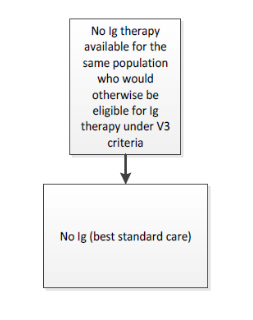 No Ig therapy
available for the
same population
who would
otherwise be
eligible for Ig
therapy under V3
criteria
No Ig (best standard care)